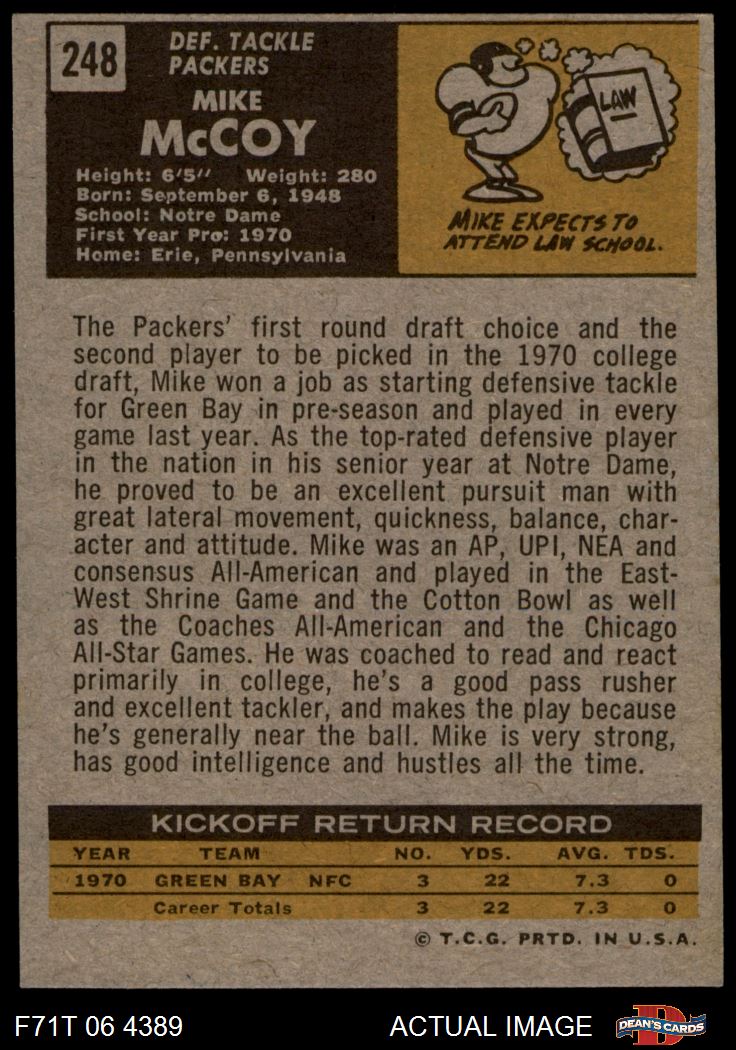 248
DEF. TACKLE
PACKERS
MIKE
McCOY
Height: 6'5" Weight: 280
Born: September 6, 1948
School: Notre Dame
First Year Pro: 1970
Home: Erie, Pennsylvania
LAW
MIKE EXPECTS TO
ATTEND LAW SCHOOL.
The Packers' first round draft choice and the
second player to be picked in the 1970 college
draft, Mike won a job as starting defensive tackle
for Green Bay in pre-season and played in every
game last year. As the top-rated defensive player
in the nation in his senior year at Notre Dame,
he proved to be an excellent pursuit man with
great lateral movement, quickness, balance, char-
acter and attitude. Mike was an AP, UPI, NEA and
consensus All-American and played in the East-
West Shrine Game and the Cotton Bowl as well
as the Coaches All-American and the Chicago
All-Star Games. He was coached to read and react
primarily in college, he's a good pass rusher
and excellent tackler, and makes the play because
he's generally near the ball. Mike is very strong,
has good intelligence and hustles all the time.
KICKOFF RETURN RECORD
YEAR TEAM NO. YDS. AVG. TDS.
1970 GREEN BAY NFC 3 22 7.3 0
Career Totals 3 22 7.3 0
© T.C.G. PRTD. IN U.S.A.
F71T 06 4389 ACTUAL IMAGE D DEAN'S CARDS